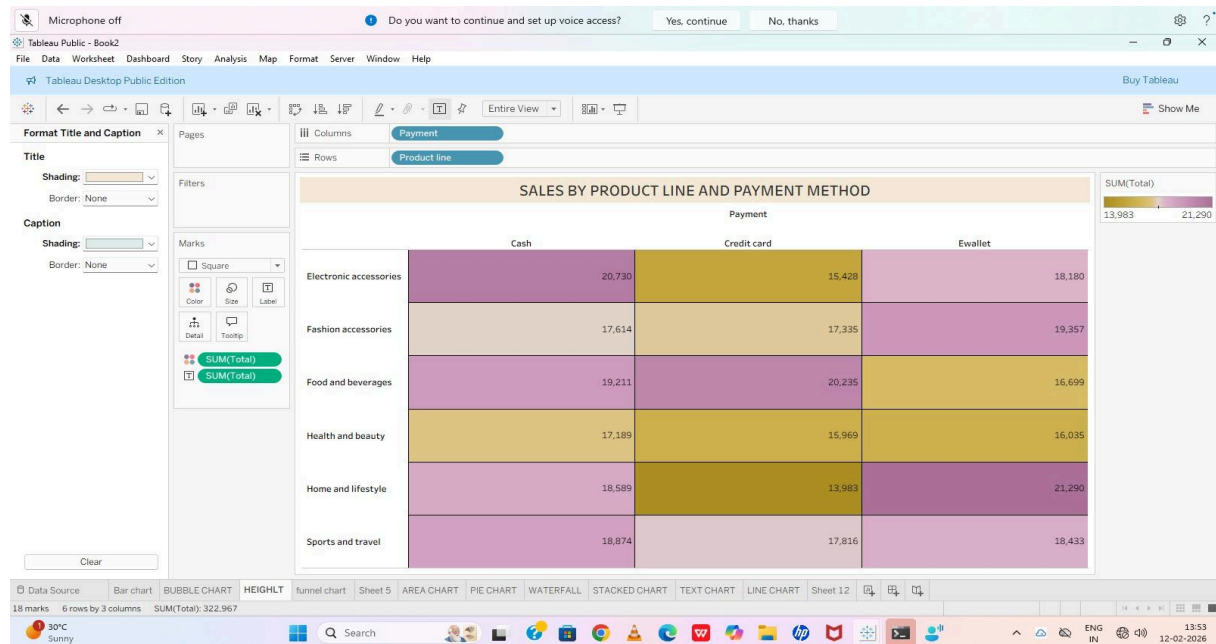 Microphone off
Do you want to continue and set up voice access?
Yes, continue
No, thanks
?
Tableau Public - Book2
File Data Worksheet Dashboard Story Analysis Map Format Server Window Help
Tableau Desktop Public Edition
Buy Tableau
Entire View
Show Me
Format Title and Caption ×
Title
Shading:
Border: None
Caption
Shading:
Border: None
Clear
Pages
Filters
Marks
Square
Color Size Label
Detail Tooltip
SUM(Total)
SUM(Total)
Columns Payment
Rows Product line
SALES BY PRODUCT LINE AND PAYMENT METHOD
Payment
Cash Credit card Ewallet
Electronic accessories 20,730 15,428 18,180
Fashion accessories 17,614 17,335 19,357
Food and beverages 19,211 20,235 16,699
Health and beauty 17,189 15,969 16,035
Home and lifestyle 18,589 13,983 21,290
Sports and travel 18,874 17,816 18,433
SUM(Total)
13,983 21,290
Data Source Bar chart BUBBLE CHART HEIGHLT funnel chart Sheet 5 AREA CHART PIE CHART WATERFALL STACKED CHART TEXT CHART LINE CHART Sheet 12
18 marks 6 rows by 3 columns SUM(Total): 322,967
1
30°C
Sunny
Search
W
hp
ENG
IN
13:53
12-02-2026